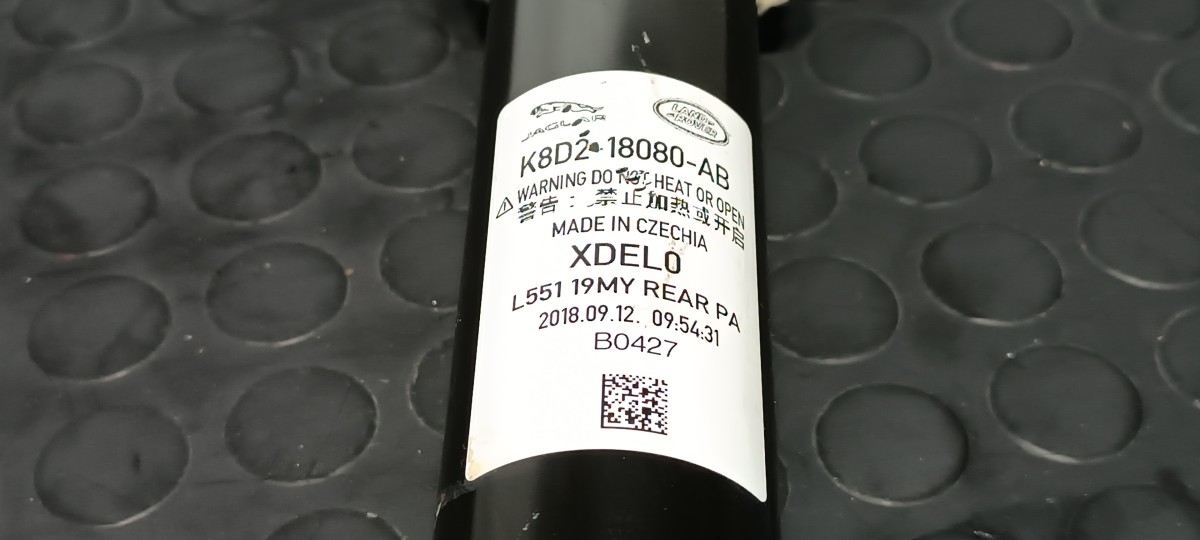 JAGUAR
LAND ROVER
K8D2-18080-AB
WARNING DO NOT HEAT OR OPEN
警告：禁止加热或开启
MADE IN CZECHIA
XDEL0
L551 19MY REAR PA
2018.09.12. 09:54:31
B0427